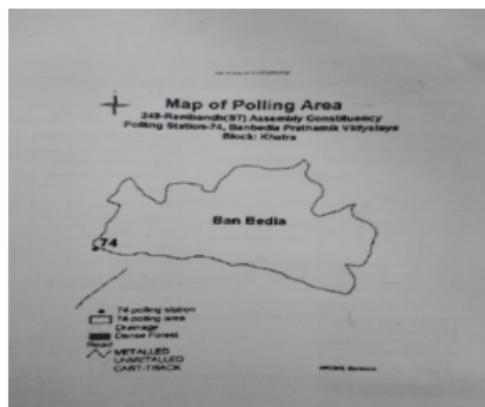 Map of Polling Area
249-Ranibandh(ST) Assembly Constituency
Polling Station-74, Banbedia Prathamik Vidyalaya
Block: Khatra
Ban Bedia
74
74-polling station
74-polling area
Drainage
Dense Forest
Road
METALLED
UNMETALLED
CART-TRACK